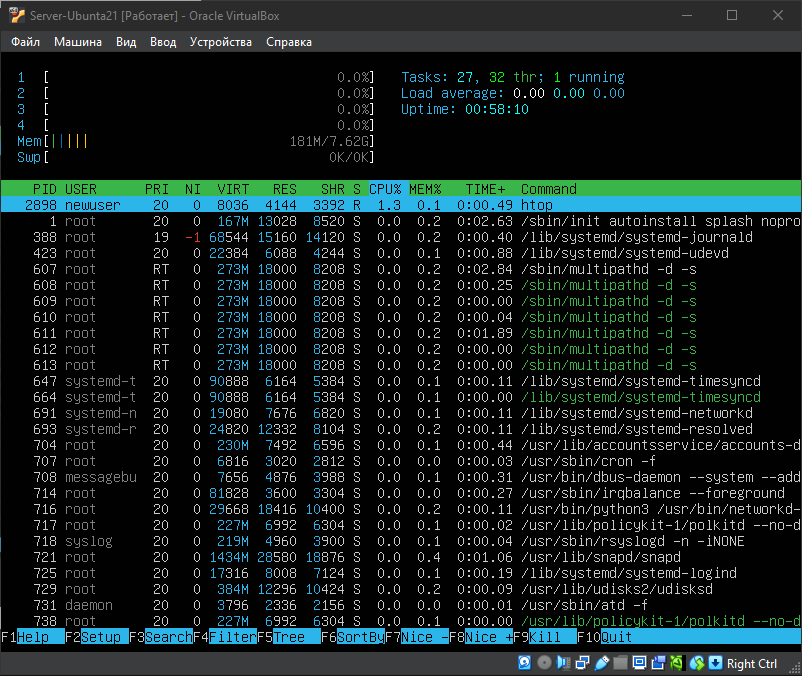 Server-Ubunta21 [Работает] - Oracle VirtualBox
Файл Машина Вид Ввод Устройства Справка
1 [ 0.0%] Tasks: 27, 32 thr; 1 running
2 [ 0.0%] Load average: 0.00 0.00 0.00
3 [ 0.0%] Uptime: 00:58:10
4 [ 0.0%]
Mem[||||| 181M/7.62G]
Swp[ 0K/0K]
PID USER PRI NI VIRT RES SHR S CPU% MEM% TIME+ Command
2898 newuser 20 0 8036 4144 3392 R 1.3 0.1 0:00.49 htop
1 root 20 0 167M 13028 8520 S 0.0 0.2 0:02.63 /sbin/init autoinstall splash nopro
388 root 19 -1 68544 15160 14120 S 0.0 0.2 0:00.40 /lib/systemd/systemd-journald
423 root 20 0 22384 6088 4244 S 0.0 0.1 0:00.88 /lib/systemd/systemd-udevd
607 root RT 0 273M 18000 8208 S 0.0 0.2 0:02.84 /sbin/multipathd -d -s
608 root RT 0 273M 18000 8208 S 0.0 0.2 0:00.25 /sbin/multipathd -d -s
609 root RT 0 273M 18000 8208 S 0.0 0.2 0:00.00 /sbin/multipathd -d -s
610 root RT 0 273M 18000 8208 S 0.0 0.2 0:00.04 /sbin/multipathd -d -s
611 root RT 0 273M 18000 8208 S 0.0 0.2 0:01.89 /sbin/multipathd -d -s
612 root RT 0 273M 18000 8208 S 0.0 0.2 0:00.00 /sbin/multipathd -d -s
613 root RT 0 273M 18000 8208 S 0.0 0.2 0:00.00 /sbin/multipathd -d -s
647 systemd-t 20 0 90888 6164 5384 S 0.0 0.1 0:00.11 /lib/systemd/systemd-timesyncd
664 systemd-t 20 0 90888 6164 5384 S 0.0 0.1 0:00.00 /lib/systemd/systemd-timesyncd
691 systemd-n 20 0 19080 7676 6820 S 0.0 0.1 0:00.11 /lib/systemd/systemd-networkd
693 systemd-r 20 0 24820 12332 8104 S 0.0 0.2 0:00.11 /lib/systemd/systemd-resolved
704 root 20 0 230M 7492 6596 S 0.0 0.1 0:00.44 /usr/lib/accountsservice/accounts-d
707 root 20 0 6816 3020 2812 S 0.0 0.0 0:00.03 /usr/sbin/cron -f
708 messagebu 20 0 7656 4876 3988 S 0.0 0.1 0:00.31 /usr/bin/dbus-daemon --system --add
714 root 20 0 81828 3600 3304 S 0.0 0.0 0:00.27 /usr/sbin/irqbalance --foreground
716 root 20 0 29668 18416 10400 S 0.0 0.2 0:00.11 /usr/bin/python3 /usr/bin/networkd-
717 root 20 0 227M 6992 6304 S 0.0 0.1 0:00.02 /usr/lib/policykit-1/polkitd --no-d
718 syslog 20 0 219M 4960 3900 S 0.0 0.1 0:00.04 /usr/sbin/rsyslogd -n -iNONE
721 root 20 0 1434M 28580 18876 S 0.0 0.4 0:01.06 /usr/lib/snapd/snapd
725 root 20 0 17316 8008 7124 S 0.0 0.1 0:00.19 /lib/systemd/systemd-logind
729 root 20 0 384M 12296 10424 S 0.0 0.2 0:00.09 /usr/lib/udisks2/udisksd
731 daemon 20 0 3796 2336 2156 S 0.0 0.0 0:00.00 /usr/sbin/atd -f
738 root 20 0 227M 6992 6304 S 0.0 0.1 0:00.00 /usr/lib/policykit-1/polkitd --no-d
F1Help F2Setup F3SearchF4FilterF5Tree F6SortByF7Nice -F8Nice +F9Kill F10Quit
Right Ctrl